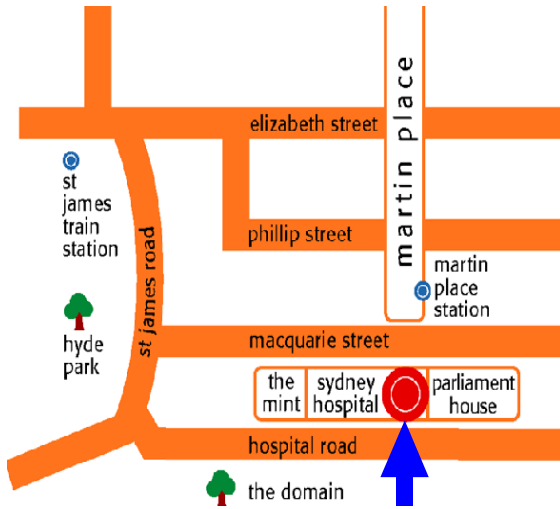 martin place
elizabeth street
st
james
train
station
st james road
phillip street
martin
place
station
hyde
park
macquarie street
the
mint
sydney
hospital
parliament
house
hospital road
the domain